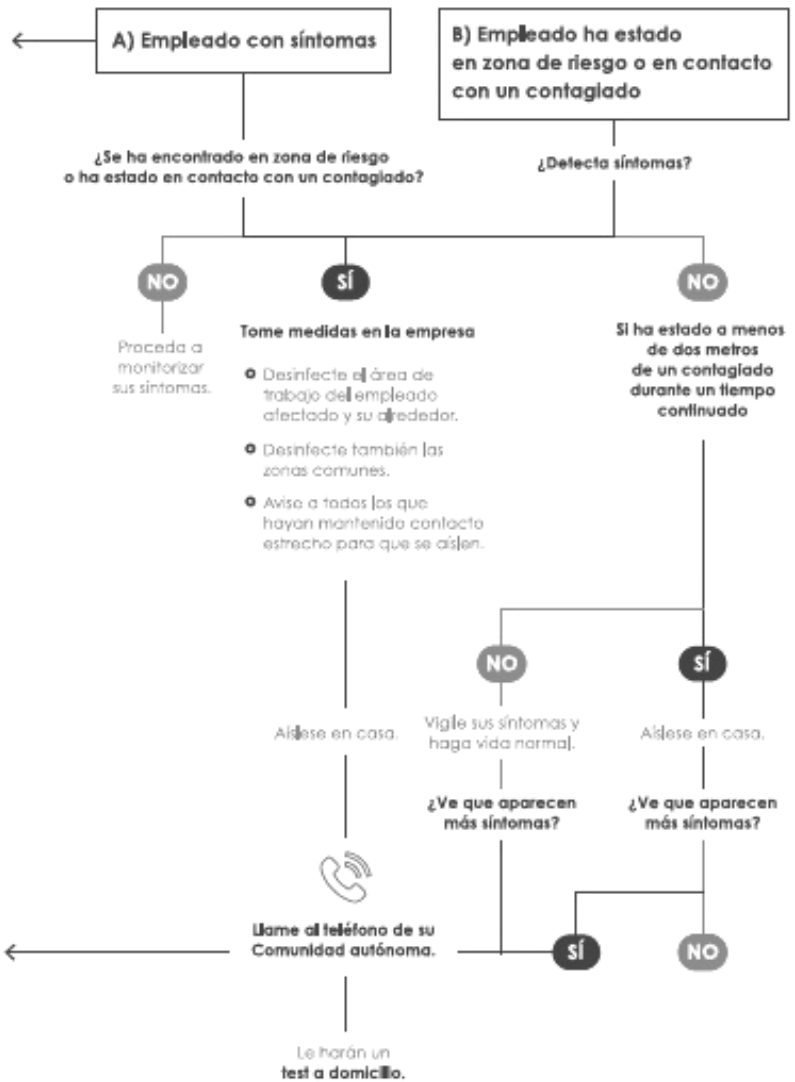 A) Empleado con síntomas
B) Empleado ha estado
en zona de riesgo o en contacto
con un contagiado
¿Se ha encontrado en zona de riesgo
o ha estado en contacto con un contagiado?
¿Detecta síntomas?
NO
SÍ
NO
Proceda a
monitorizar
sus síntomas.
Tome medidas en la empresa
Desinfecte el área de
trabajo del empleado
afectado y su alrededor.
Desinfecte también las
zonas comunes.
Avise a todos los que
hayan mantenido contacto
estrecho para que se aíslen.
Si ha estado a menos
de dos metros
de un contagiado
durante un tiempo
continuado
NO
SÍ
Aíslese en casa.
Vigile sus síntomas y
haga vida normal.
Aíslese en casa.
¿Ve que aparecen
más síntomas?
¿Ve que aparecen
más síntomas?
Llame al teléfono de su
Comunidad autónoma.
SÍ
NO
Le harán un
test a domicilio.